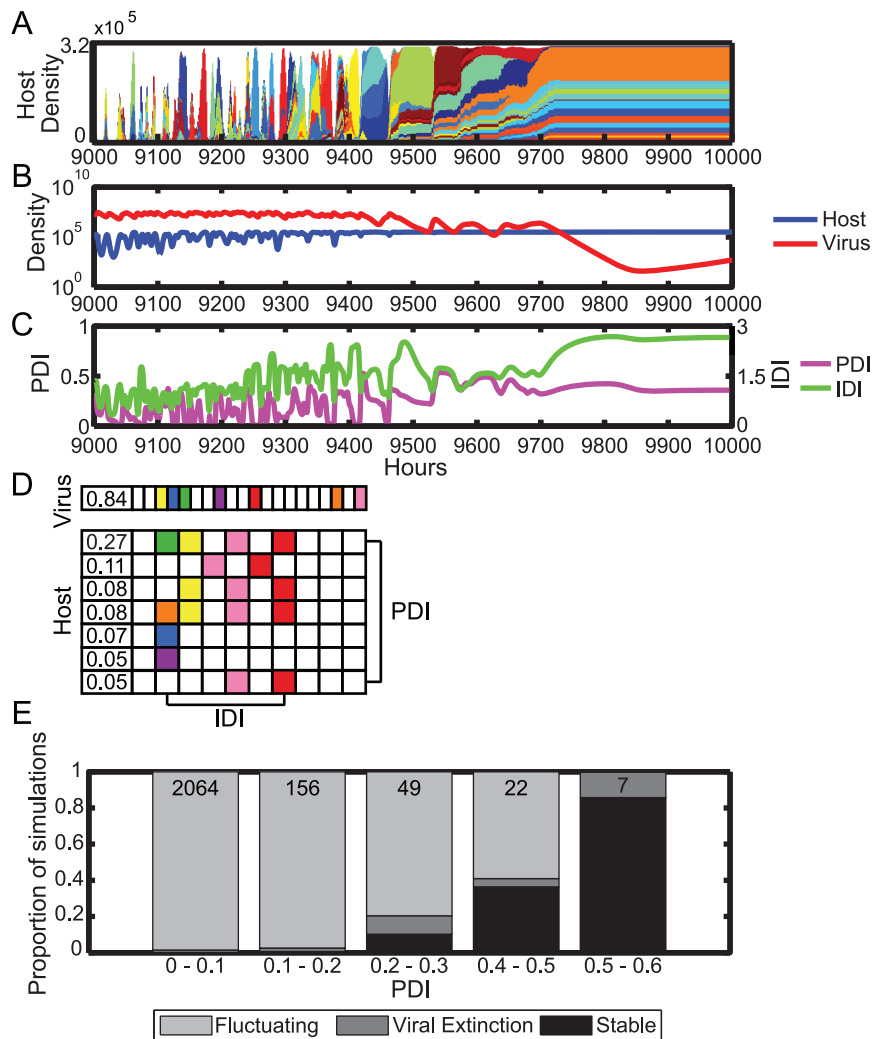 A
x10 5
3.2
0
Host
Density
9000 9100 9200 9300 9400 9500 9600 9700 9800 9900 10000
B
10 10
10 5
10 0
Density
Host
Virus
9000 9100 9200 9300 9400 9500 9600 9700 9800 9900 10000
C
1
0.5
0
PDI
3
1.5
0
IDI
PDI
IDI
9000 9100 9200 9300 9400 9500 9600 9700 9800 9900 10000
Hours
D
Virus
0.84
Host
0.27
0.11
0.08
0.08
0.07
0.05
0.05
PDI
IDI
E
Proportion of simulations
1
0.8
0.6
0.4
0.2
0
2064 156 49 22 7
0 - 0.1 0.1 - 0.2 0.2 - 0.3 0.4 - 0.5 0.5 - 0.6
PDI
Fluctuating Viral Extinction Stable